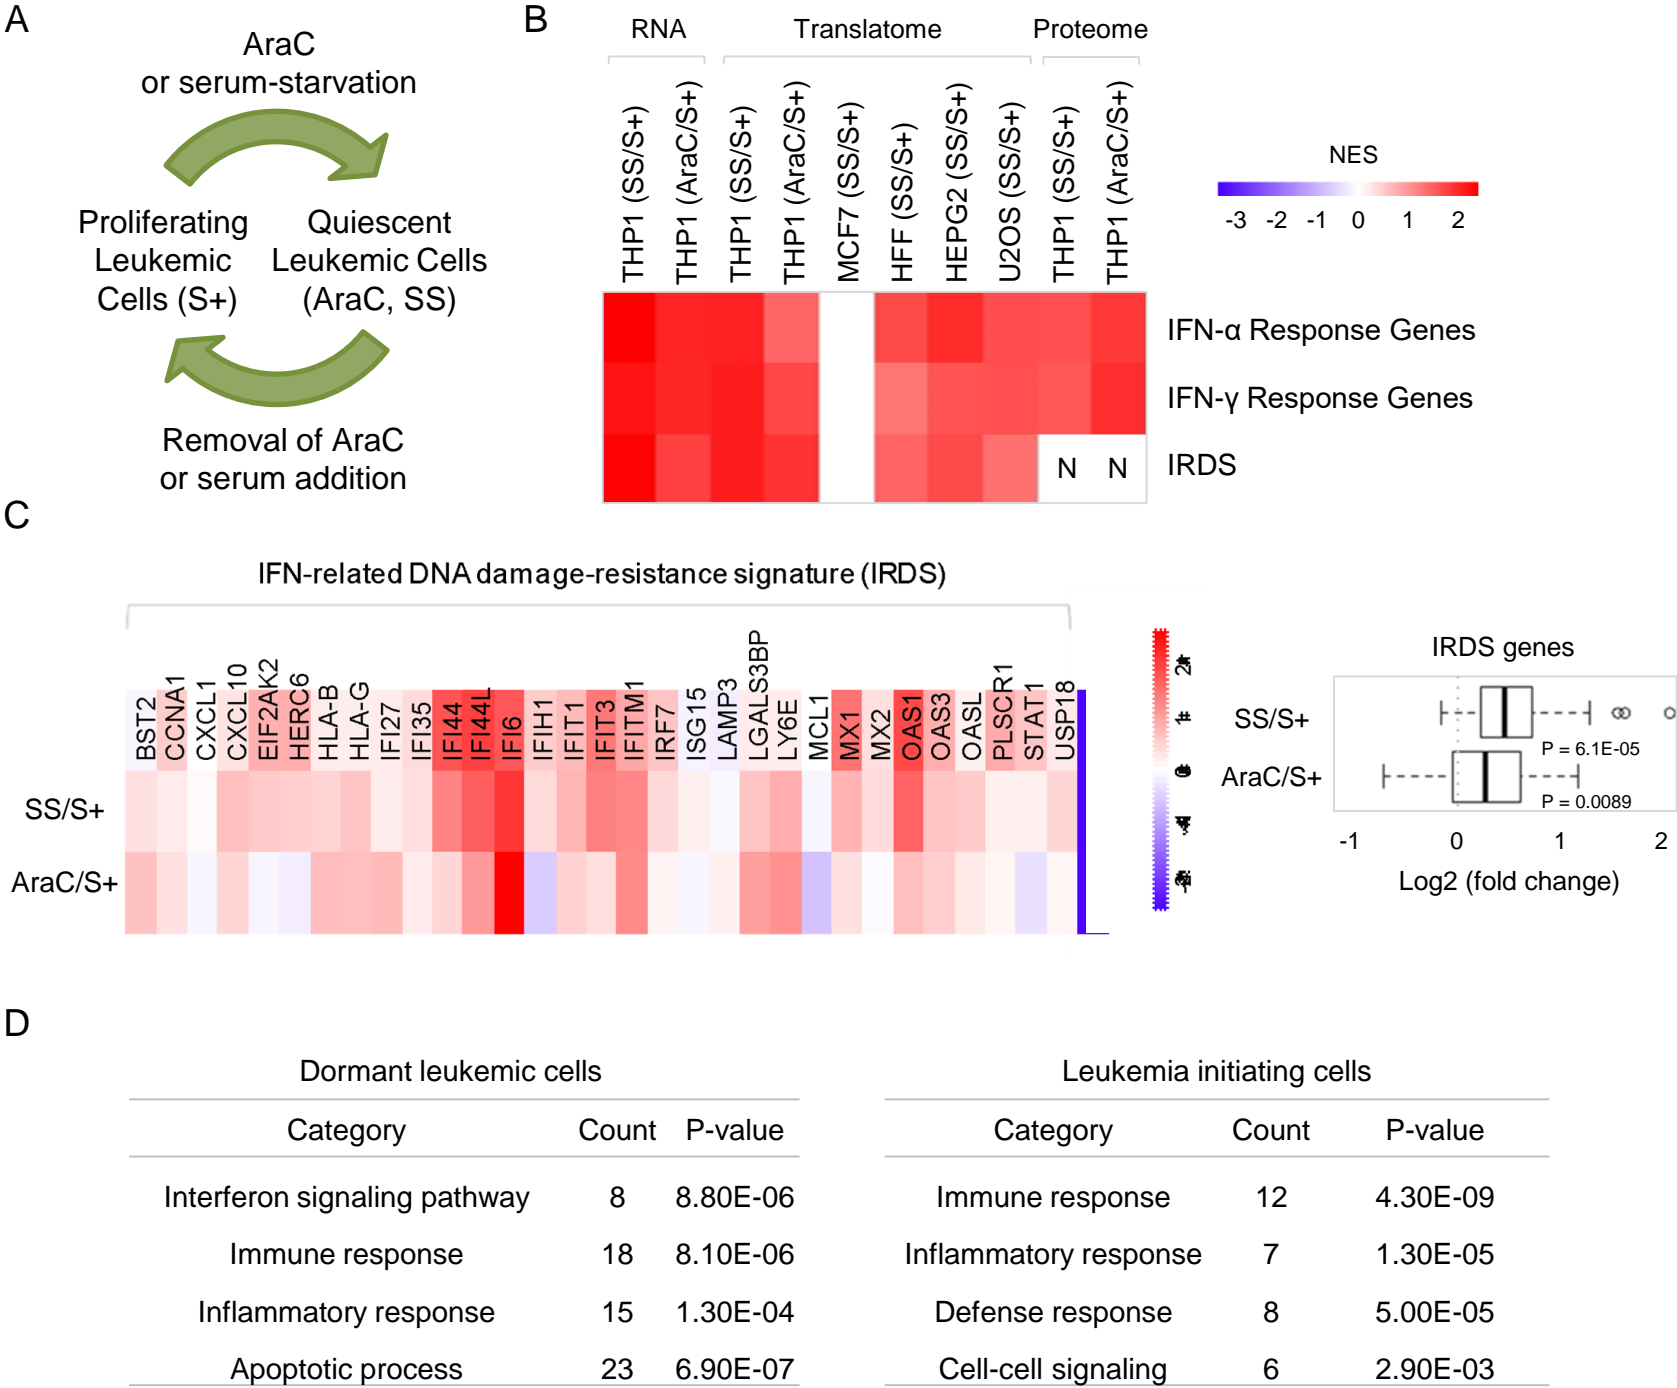 A
AraC
or serum-starvation
Proliferating
Leukemic
Cells (S+)
Quiescent
Leukemic Cells
(AraC, SS)
Removal of AraC
or serum addition
B
RNA
Translatome
Proteome
THP1 (SS/S+)
THP1 (AraC/S+)
THP1 (SS/S+)
THP1 (AraC/S+)
MCF7 (SS/S+)
HFF (SS/S+)
HEPG2 (SS/S+)
U2OS (SS/S+)
THP1 (SS/S+)
THP1 (AraC/S+)
NES
-3 -2 -1 0 1 2
IFN-α Response Genes
IFN-γ Response Genes
N N IRDS
C
IFN-related DNA damage-resistance signature (IRDS)
BST2
CCNA1
CXCL1
CXCL10
EIF2AK2
HERC6
HLA-B
HLA-G
IFI27
IFI35
IFI44
IFI44L
IFI6
IFIH1
IFIT1
IFIT3
IFITM1
IRF7
ISG15
LAMP3
LGALS3BP
LY6E
MCL1
MX1
MX2
OAS1
OAS3
OASL
PLSCR1
STAT1
USP18
SS/S+
AraC/S+
IRDS genes
SS/S+
P = 6.1E-05
AraC/S+
P = 0.0089
-1 0 1 2
Log2 (fold change)
D
Dormant leukemic cells
Category Count P-value
Interferon signaling pathway 8 8.80E-06
Immune response 18 8.10E-06
Inflammatory response 15 1.30E-04
Apoptotic process 23 6.90E-07
Leukemia initiating cells
Category Count P-value
Immune response 12 4.30E-09
Inflammatory response 7 1.30E-05
Defense response 8 5.00E-05
Cell-cell signaling 6 2.90E-03